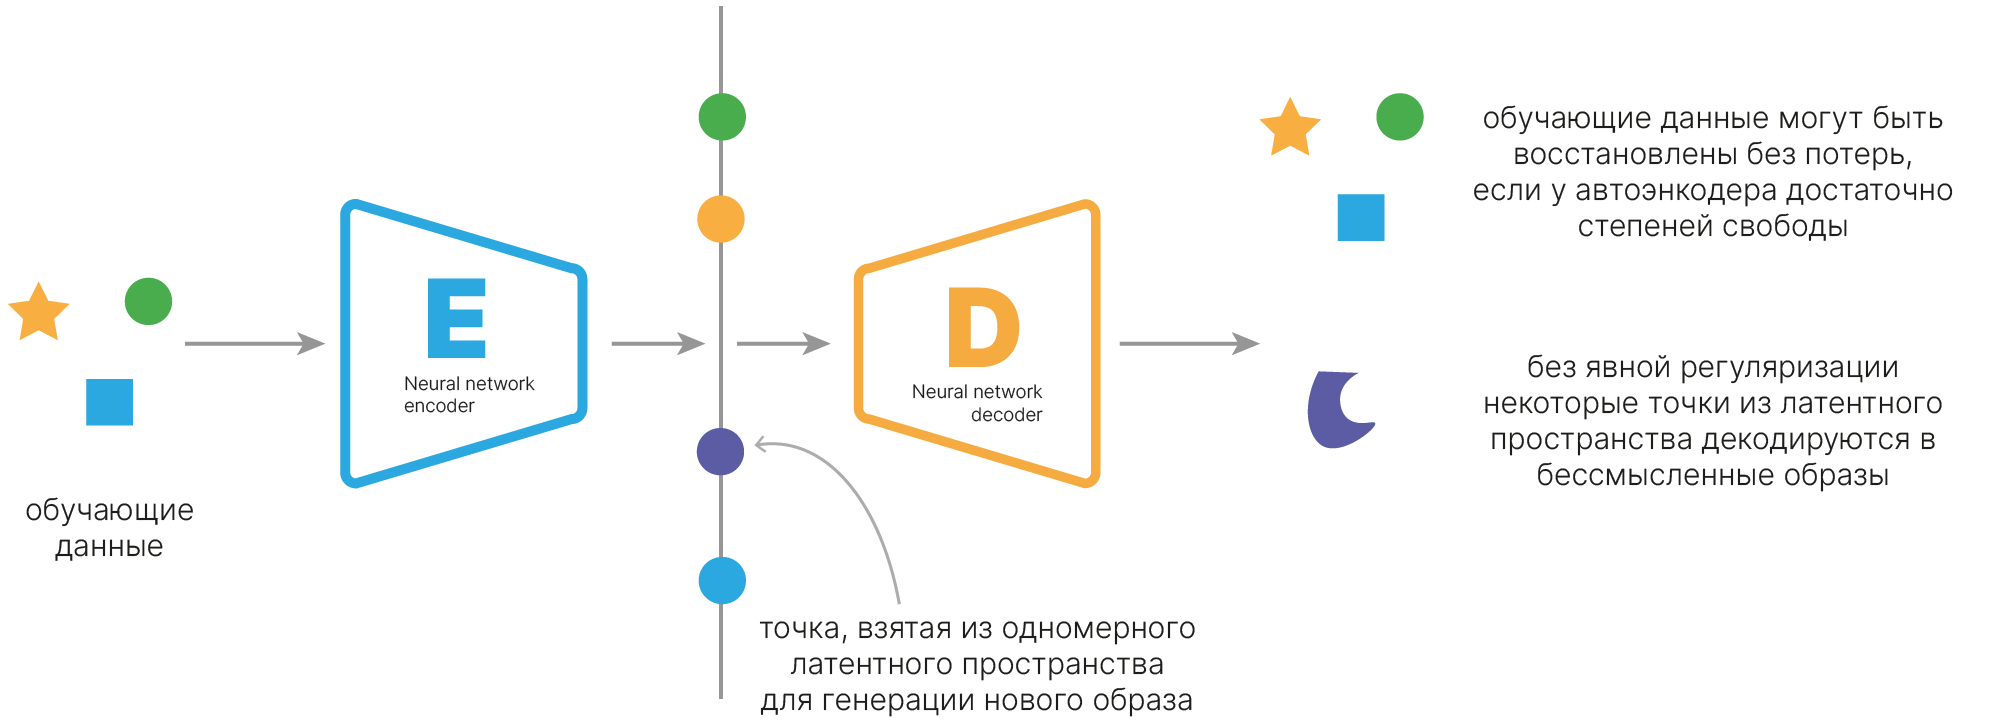 обучающие данные могут быть
восстановлены без потерь,
если у автоэнкодера достаточно
степеней свободы
E
Neural network
encoder
D
Neural network
decoder
без явной регуляризации
некоторые точки из латентного
пространства декодируются в
бессмысленные образы
обучающие
данные
точка, взятая из одномерного
латентного пространства
для генерации нового образа